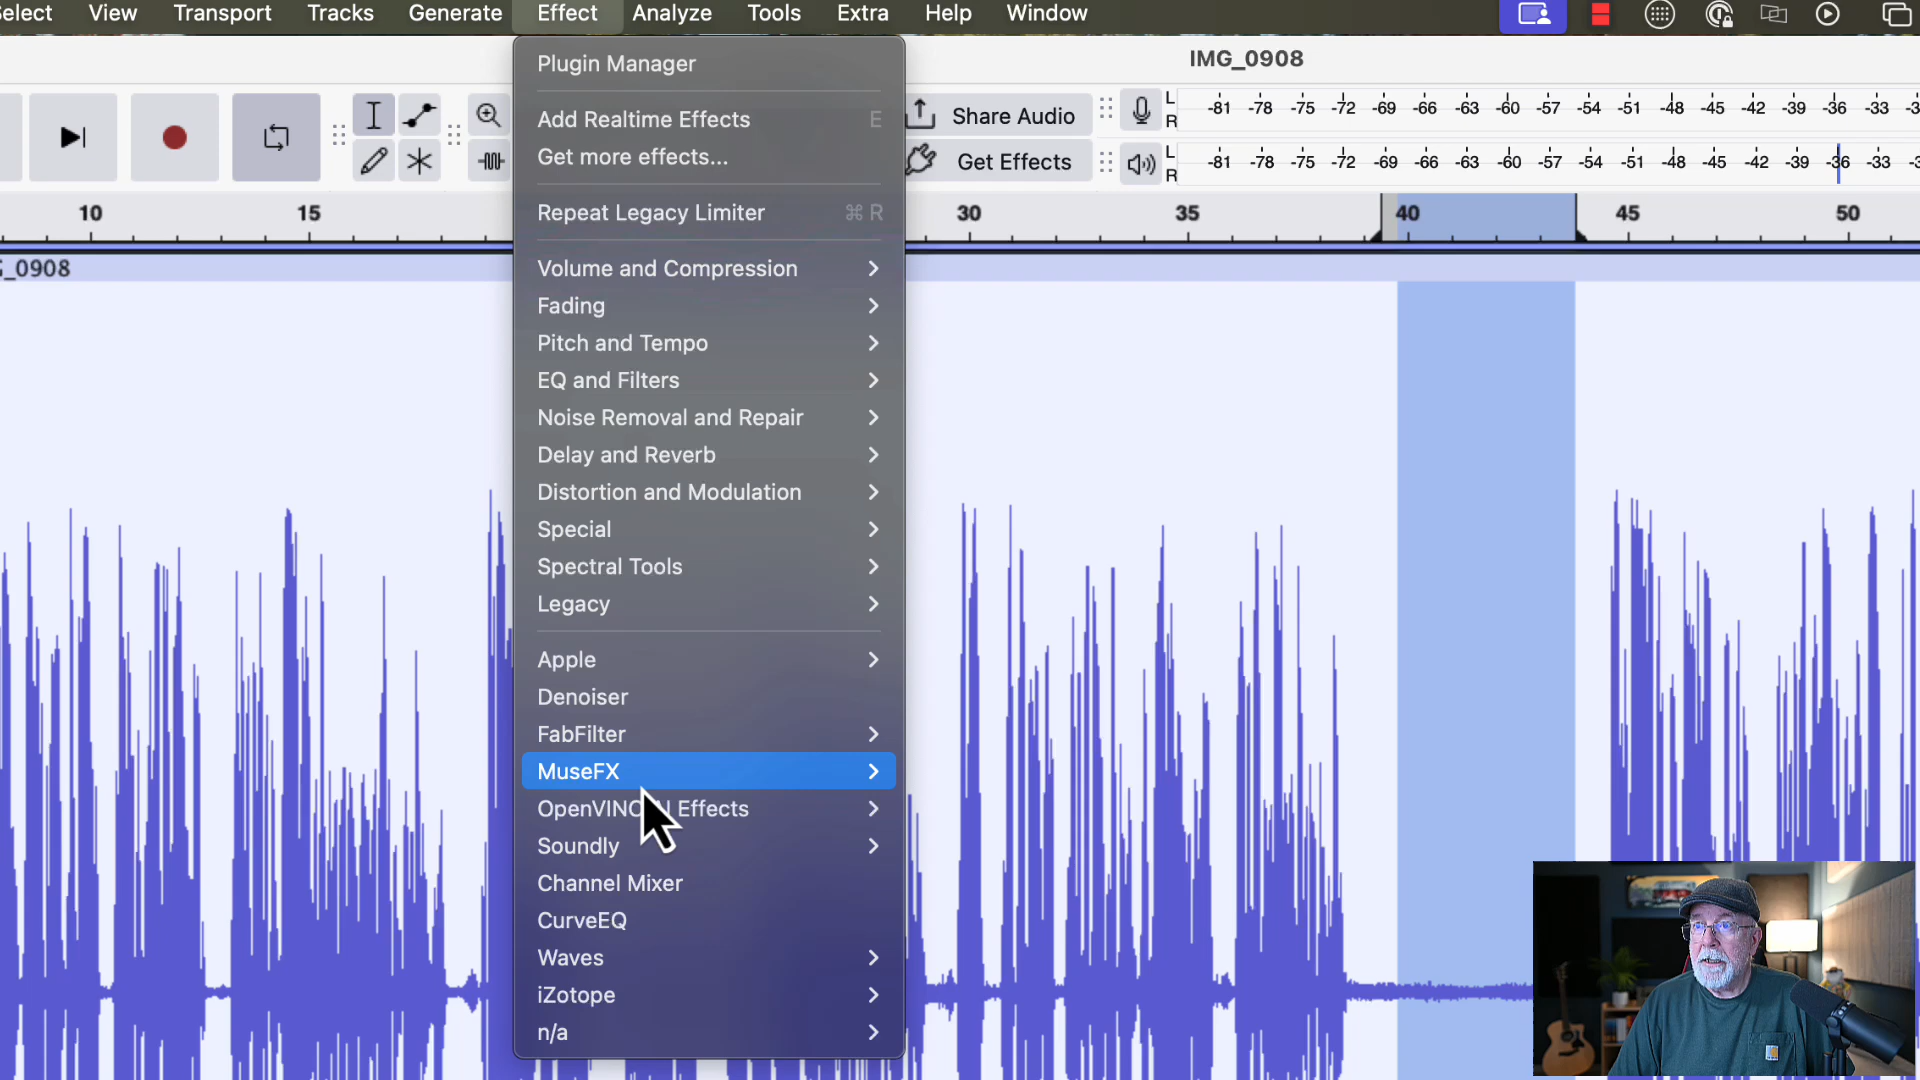 elect View Transport Tracks Generate Effect Analyze Tools Extra Help Window
IMG_0908
Plugin Manager
Add Realtime Effects E
Get more effects...
Repeat Legacy Limiter ⌘ R
Volume and Compression
Fading
Pitch and Tempo
EQ and Filters
Noise Removal and Repair
Delay and Reverb
Distortion and Modulation
Special
Spectral Tools
Legacy
Apple
Denoiser
FabFilter
MuseFX
OpenVINO Effects
Soundly
Channel Mixer
CurveEQ
Waves
iZotope
n/a
Share Audio
L
R
-81 -78 -75 -72 -69 -66 -63 -60 -57 -54 -51 -48 -45 -42 -39 -36 -33 -3
Get Effects
L
R
-81 -78 -75 -72 -69 -66 -63 -60 -57 -54 -51 -48 -45 -42 -39 -36 -33 -3
10 15 30 35 40 45 50
G_0908